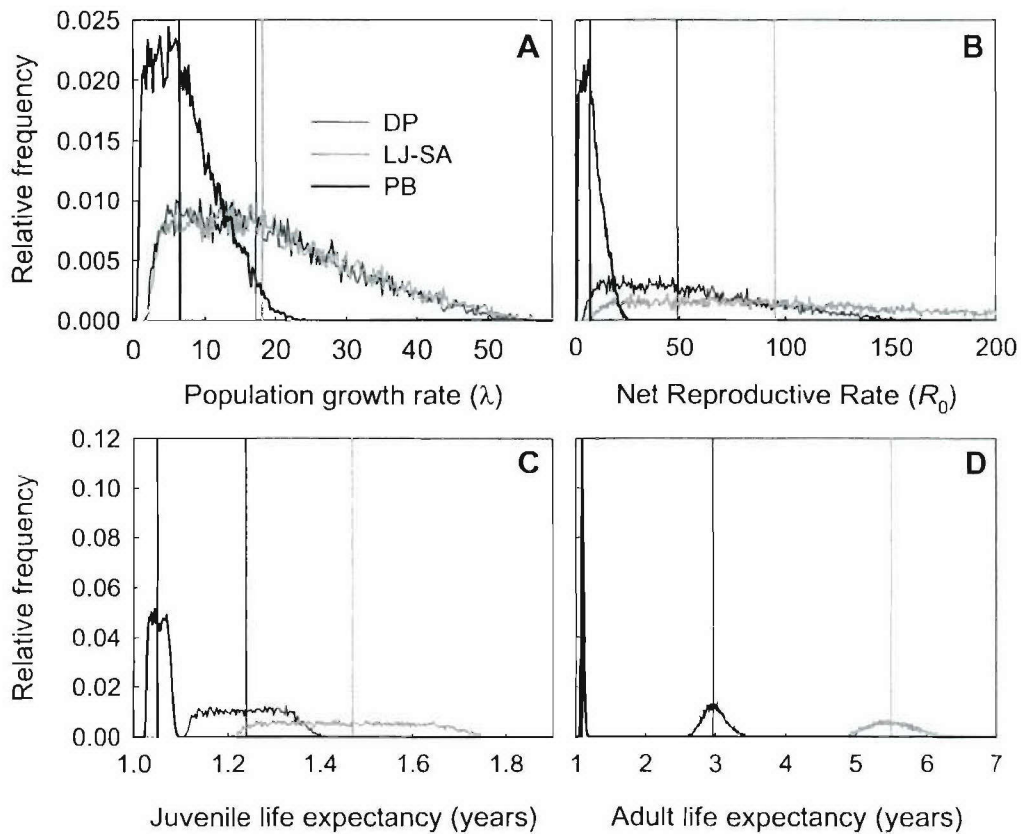 A
B
0.025
0.020
0.015
0.010
0.005
0.000
Relative frequency
DP
LJ-SA
PB
0 10 20 30 40 50
0 50 100 150 200
Population growth rate (λ)
Net Reproductive Rate (R0)
C
D
0.12
0.10
0.08
0.06
0.04
0.02
0.00
Relative frequency
1.0 1.2 1.4 1.6 1.8
1 2 3 4 5 6 7
Juvenile life expectancy (years)
Adult life expectancy (years)